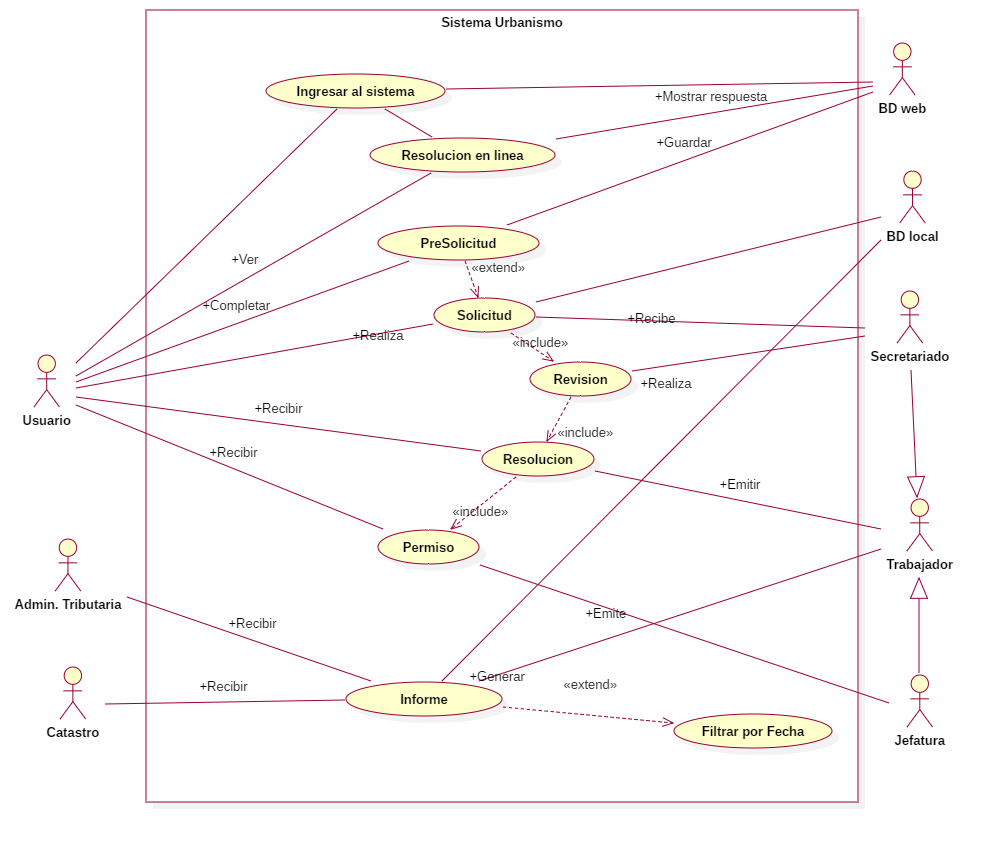 Sistema Urbanismo
Ingresar al sistema
+Mostrar respuesta
BD web
+Guardar
Resolucion en linea
BD local
PreSolicitud
+Ver
«extend»
+Completar
Solicitud
+Recibe
+Realiza
«include»
Secretariado
Revision
+Realiza
Usuario
+Recibir
«include»
+Recibir
Resolucion
+Emitir
«include»
Permiso
Trabajador
Admin. Tributaria
+Emite
+Recibir
+Generar
«extend»
+Recibir
Informe
Catastro
Filtrar por Fecha
Jefatura